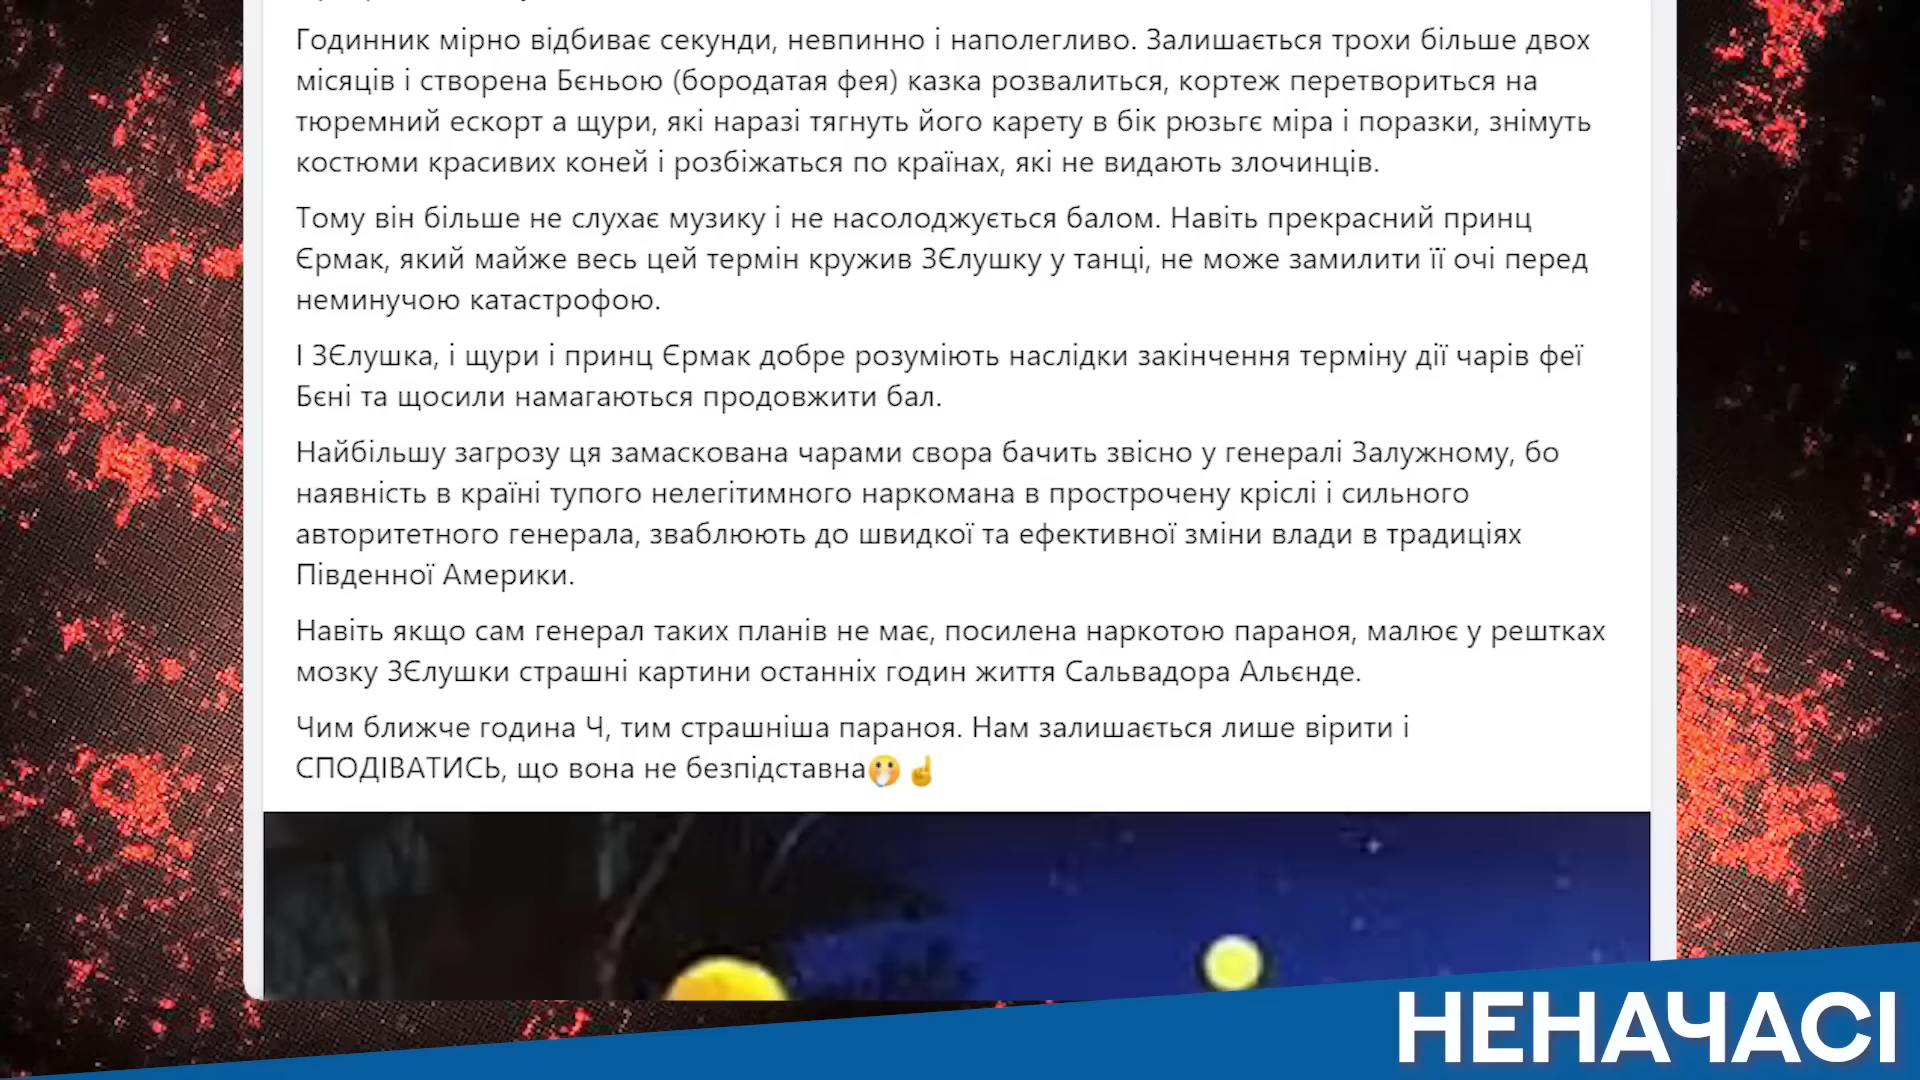 Годинник мірно відбиває секунди, невпинно і наполегливо. Залишається трохи більше двох
місяців і створена Бєньою (бородатая фея) казка розвалиться, кортеж перетвориться на
тюремний ескорт а щури, які наразі тягнуть його карету в бік рюзьгє міра і поразки, знімуть
костюми красивих коней і розбіжаться по країнах, які не видають злочинців.
Тому він більше не слухає музику і не насолоджується балом. Навіть прекрасний принц
Єрмак, який майже весь цей термін кружив ЗЄлушку у танці, не може замилити її очі перед
неминучою катастрофою.
І ЗЄлушка, і щури і принц Єрмак добре розуміють наслідки закінчення терміну дії чарів феї
Бєні та щосили намагаються продовжити бал.
Найбільшу загрозу ця замаскована чарами свора бачить звісно у генералі Залужному, бо
наявність в країні тупого нелегітимного наркомана в прострочену кріслі і сильного
авторитетного генерала, зваблюють до швидкої та ефективної зміни влади в традиціях
Південної Америки.
Навіть якщо сам генерал таких планів не має, посилена наркотою параноя, малює у рештках
мозку ЗЄлушки страшні картини останніх годин життя Сальвадора Альєнде.
Чим ближче година Ч, тим страшніша параноя. Нам залишається лише вірити і
СПОДІВАТИСЬ, що вона не безпідставна🤭☝️
НЕНАЧАСІ